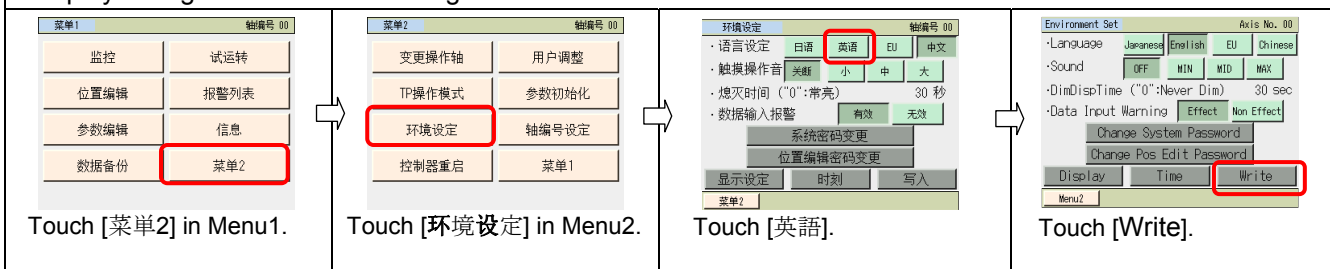 菜单1 轴编号 00
监控 试运转
位置编辑 报警列表
参数编辑 信息
数据备份 菜单2
Touch [菜単2] in Menu1.
菜单2 轴编号 00
变更操作轴 用户调整
TP操作模式 参数初始化
环境设定 轴编号设定
控制器重启 菜单1
Touch [环境设定] in Menu2.
环境设定 轴编号 00
·语言设定 日语 英语 EU 中文
·触摸操作音 关断 小 中 大
·熄灭时间 ("0":常亮) 30 秒
·数据输入报警 有效 无效
系统密码变更
位置编辑密码变更
显示设定 时刻 写入
菜单2
Touch [英語].
Environment Set Axis No. 00
·Language Japanese English EU Chinese
·Sound OFF MIN MID MAX
·DimDispTime ("0":Never Dim) 30 sec
·Data Input Warning Effect Non Effect
Change System Password
Change Pos Edit Password
Display Time Write
Menu2
Touch [Write].